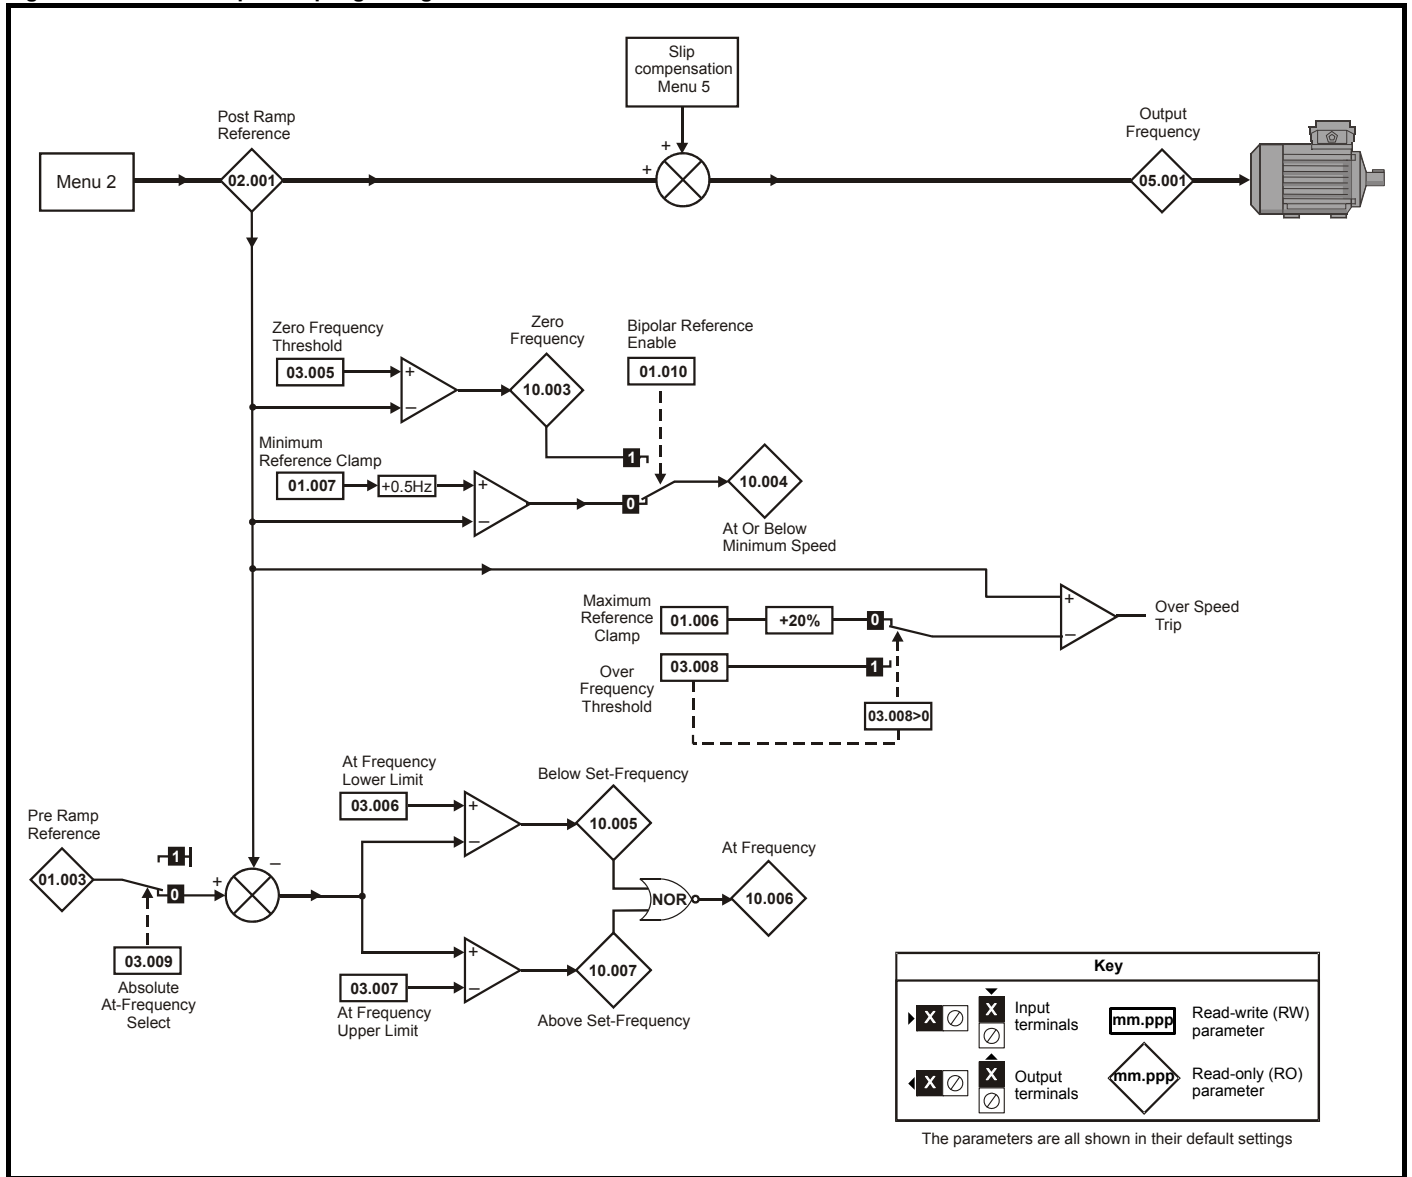 Slip
compensation
Menu 5
Post Ramp
Reference
Output
Frequency
Menu 2
02.001
+
+
05.001
Zero Frequency
Threshold
Zero
Frequency
Bipolar Reference
Enable
03.005
+
–
10.003
01.010
Minimum
Reference Clamp
1
01.007
+0.5Hz
+
–
0
10.004
At Or Below
Minimum Speed
Maximum
Reference
Clamp
01.006
+20%
0
+
–
Over Speed
Trip
Over
Frequency
Threshold
03.008
1
03.008>0
At Frequency
Lower Limit
Below Set-Frequency
03.006
+
–
10.005
Pre Ramp
Reference
At Frequency
01.003
1
0
+
–
NOR
10.006
03.009
Absolute
At-Frequency
Select
+
–
03.007
At Frequency
Upper Limit
10.007
Above Set-Frequency
Key
X
X
Input
terminals
mm.ppp
Read-write (RW)
parameter
X
X
Output
terminals
mm.ppp
Read-only (RO)
parameter
The parameters are all shown in their default settings